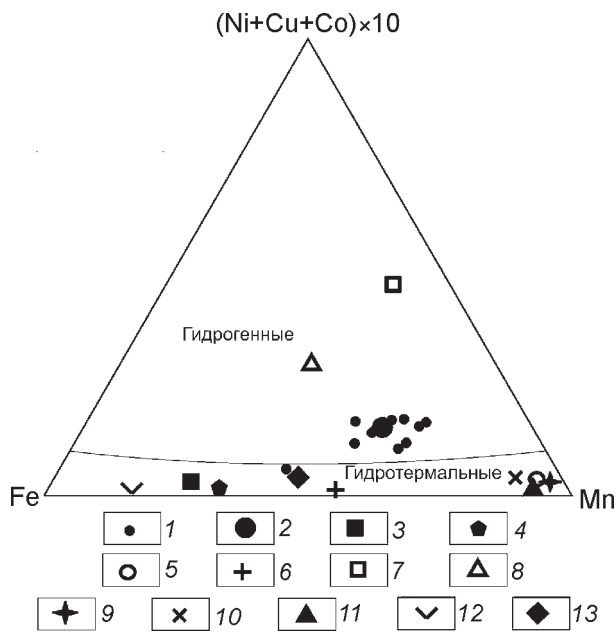 (Ni+Cu+Co)×10
Гидрогенные
Гидротермальные
Fe Mn
1 2 3 4
5 6 7 8
9 10 11 12 13